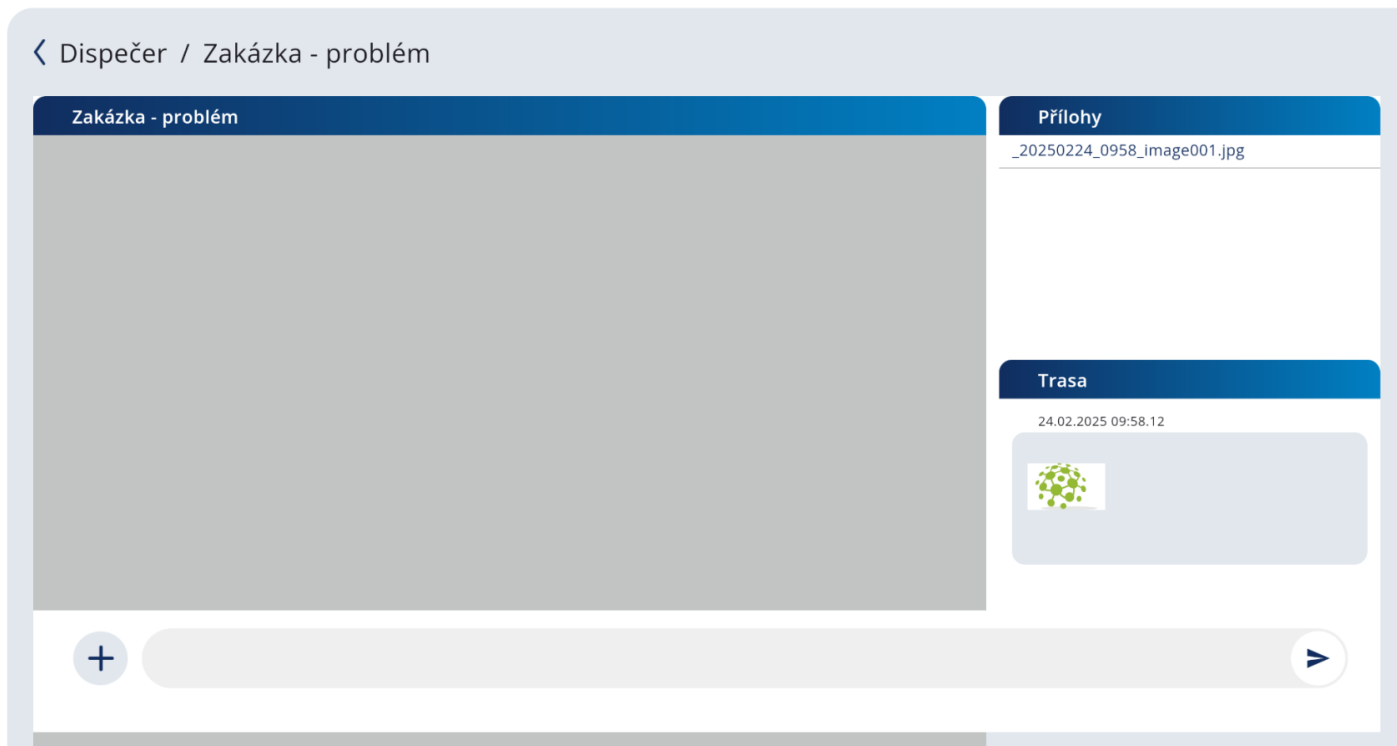 Dispečer / Zakázka - problém
Zakázka - problém
Přílohy
_20250224_0958_image001.jpg
Trasa
24.02.2025 09:58.12